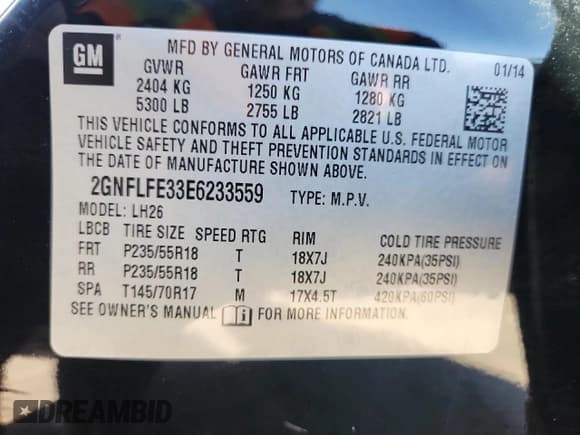 GM
MFD BY GENERAL MOTORS OF CANADA LTD. 01/14
GVWR GAWR FRT GAWR RR
2404 KG 1250 KG 1280 KG
5300 LB 2755 LB 2821 LB
THIS VEHICLE CONFORMS TO ALL APPLICABLE U.S. FEDERAL MOTOR
VEHICLE SAFETY AND THEFT PREVENTION STANDARDS IN EFFECT ON
THE DATE OF MANUFACTURE SHOWN ABOVE.
2GNFLFE33E6233559 TYPE: M.P.V.
MODEL: LH26
LBCB TIRE SIZE SPEED RTG RIM COLD TIRE PRESSURE
FRT P235/55R18 T 18X7J 240KPA(35PSI)
RR P235/55R18 T 18X7J 240KPA(35PSI)
SPA T145/70R17 M 17X4.5T 420KPA(60PSI)
SEE OWNER'S MANUAL FOR MORE INFORMATION.
DREAMBID